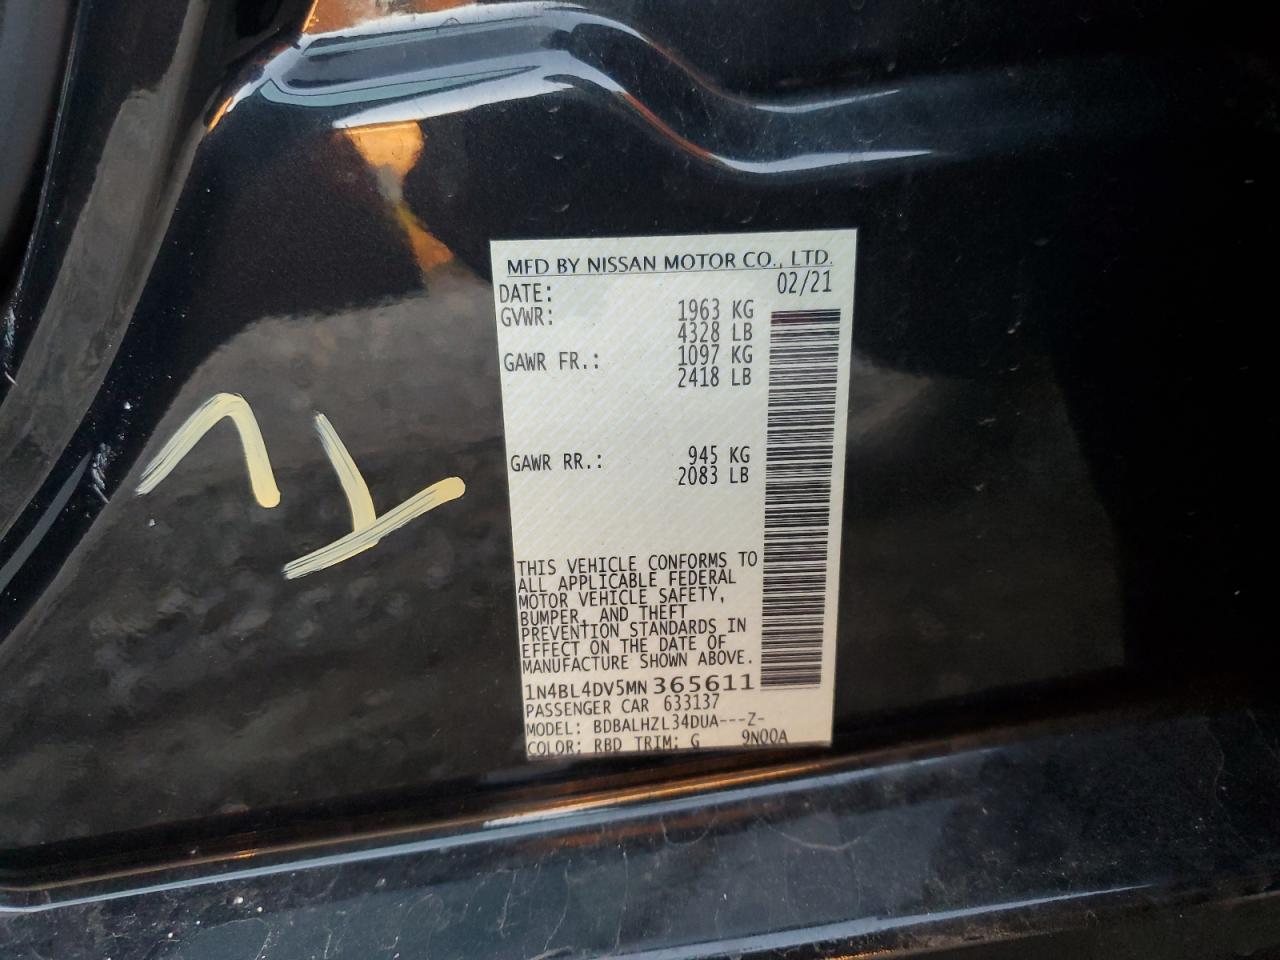 MFD BY NISSAN MOTOR CO., LTD.
DATE: 02/21
GVWR: 1963 KG
4328 LB
GAWR FR.: 1097 KG
2418 LB
GAWR RR.: 945 KG
2083 LB
THIS VEHICLE CONFORMS TO
ALL APPLICABLE FEDERAL
MOTOR VEHICLE SAFETY,
BUMPER, AND THEFT
PREVENTION STANDARDS IN
EFFECT ON THE DATE OF
MANUFACTURE SHOWN ABOVE.
1N4BL4DV5MN365611
PASSENGER CAR 633137
MODEL: BDBALHZL34DUA---Z-
COLOR: RBD TRIM: G 9NQ0A